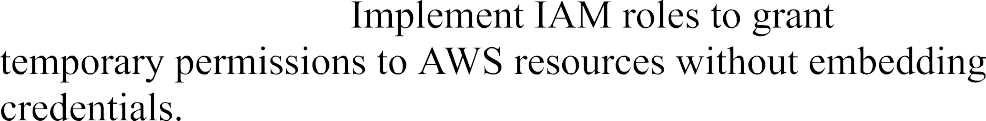 Implement IAM roles to grant
temporary permissions to AWS resources without embedding
credentials.